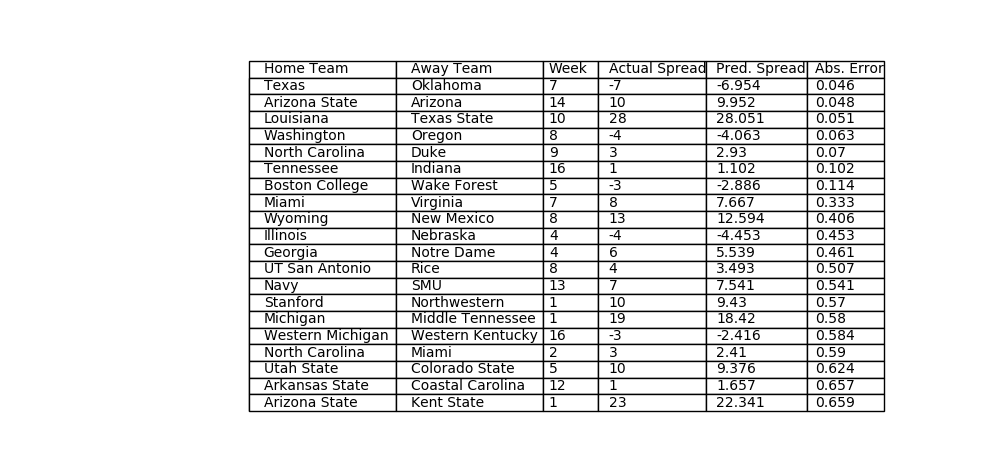 Home Team Away Team Week Actual Spread Pred. Spread Abs. Error
Texas Oklahoma 7 -7 -6.954 0.046
Arizona State Arizona 14 10 9.952 0.048
Louisiana Texas State 10 28 28.051 0.051
Washington Oregon 8 -4 -4.063 0.063
North Carolina Duke 9 3 2.93 0.07
Tennessee Indiana 16 1 1.102 0.102
Boston College Wake Forest 5 -3 -2.886 0.114
Miami Virginia 7 8 7.667 0.333
Wyoming New Mexico 8 13 12.594 0.406
Illinois Nebraska 4 -4 -4.453 0.453
Georgia Notre Dame 4 6 5.539 0.461
UT San Antonio Rice 8 4 3.493 0.507
Navy SMU 13 7 7.541 0.541
Stanford Northwestern 1 10 9.43 0.57
Michigan Middle Tennessee 1 19 18.42 0.58
Western Michigan Western Kentucky 16 -3 -2.416 0.584
North Carolina Miami 2 3 2.41 0.59
Utah State Colorado State 5 10 9.376 0.624
Arkansas State Coastal Carolina 12 1 1.657 0.657
Arizona State Kent State 1 23 22.341 0.659